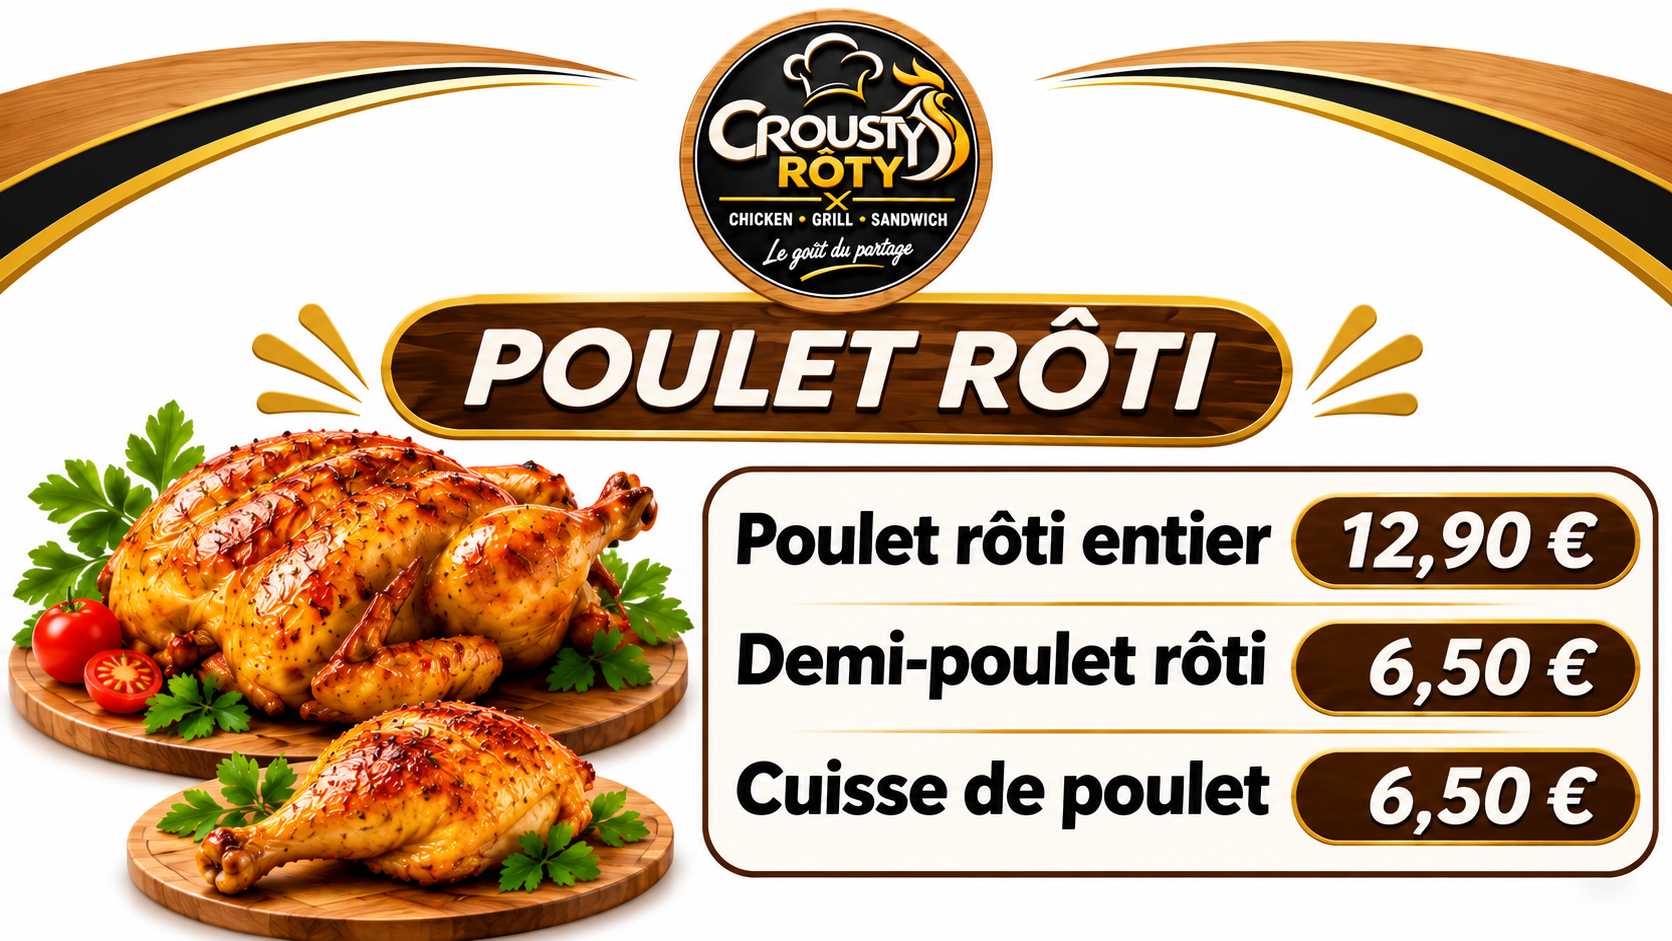 CROUSTY
RÔTY
CHICKEN • GRILL • SANDWICH
Le goût du partage
POULET RÔTI
Poulet rôti entier 12,90 €
Demi-poulet rôti 6,50 €
Cuisse de poulet 6,50 €